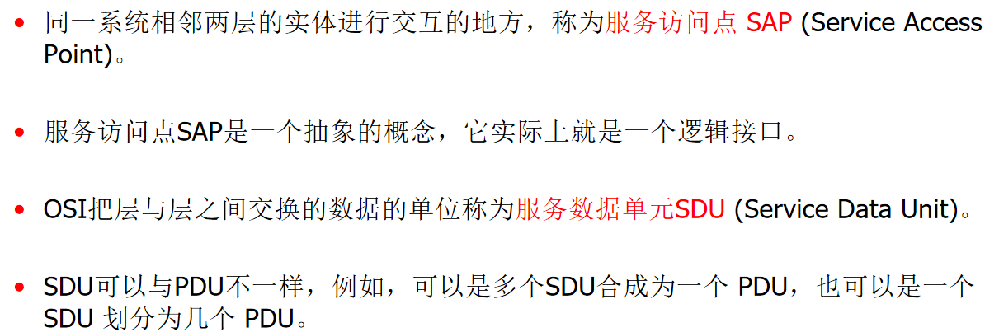 • 同一系统相邻两层的实体进行交互的地方，称为服务访问点 SAP (Service Access
Point)。
• 服务访问点SAP是一个抽象的概念，它实际上就是一个逻辑接口。
• OSI把层与层之间交换的数据的单位称为服务数据单元SDU (Service Data Unit)。
• SDU可以与PDU不一样，例如，可以是多个SDU合成为一个 PDU，也可以是一个
SDU 划分为几个 PDU。